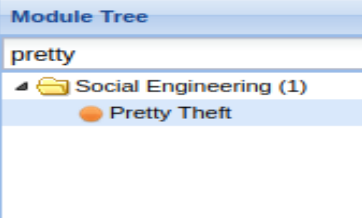 Module Tree
pretty
Social Engineering (1)
Pretty Theft